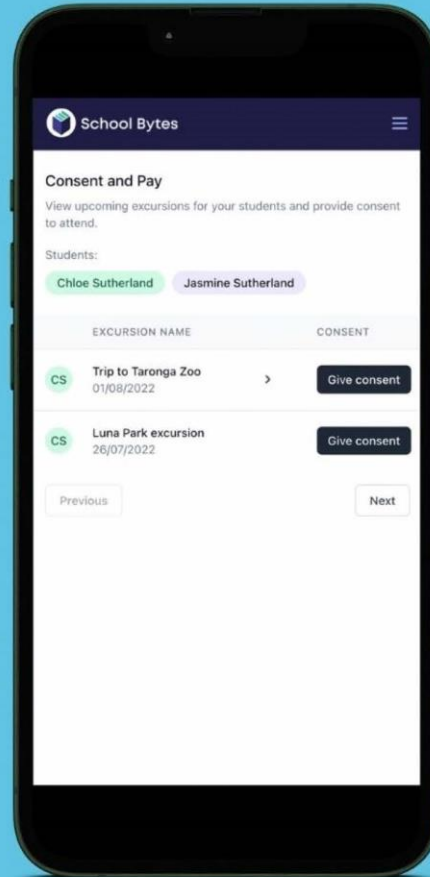 School Bytes
Consent and Pay
View upcoming excursions for your students and provide consent
to attend.
Students:
Chloe Sutherland Jasmine Sutherland
EXCURSION NAME CONSENT
CS Trip to Taronga Zoo Give consent
01/08/2022
CS Luna Park excursion Give consent
26/07/2022
Previous Next